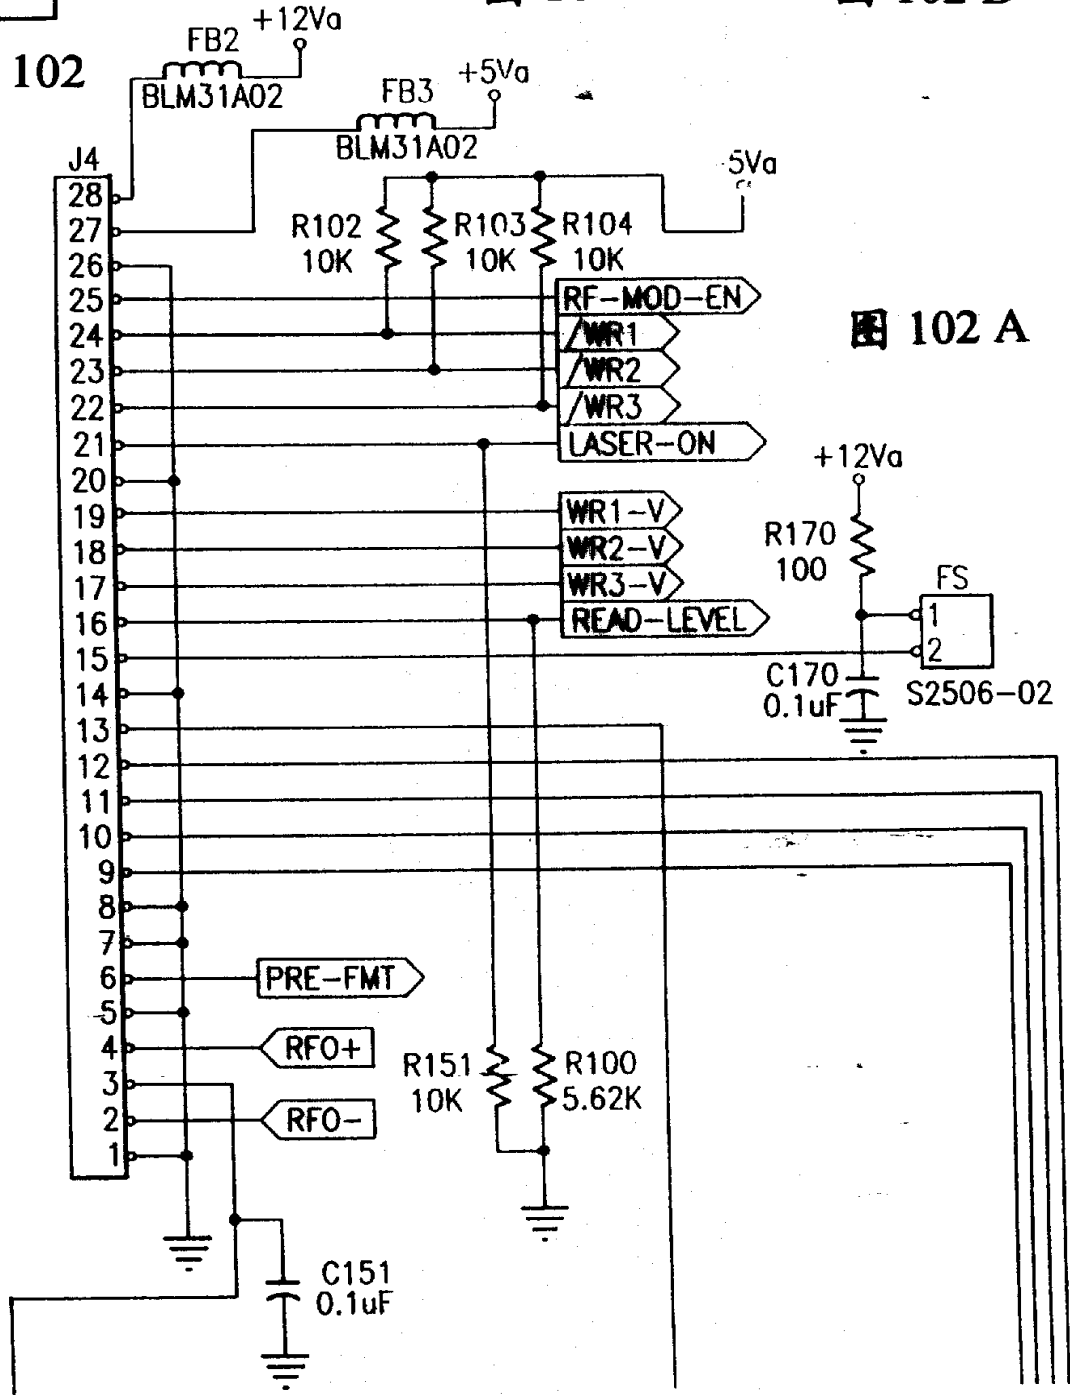 102 B
+12Va
FB2
102
BLM31A02
+5Va
FB3
BLM31A02
J4
5Va
28
27
R102
10K
R103
10K
R104
10K
26
25
RF-MOD-EN
24
/WR1
图 102 A
23
/WR2
22
/WR3
21
LASER-ON
+12Va
20
19
WR1-V
R170
100
18
WR2-V
17
WR3-V
FS
16
READ-LEVEL
1
15
2
14
C170
0.1uF
S2506-02
13
12
11
10
9
8
7
6
PRE-FMT
5
4
RFO+
R151
10K
R100
5.62K
3
2
RFO-
1
C151
0.1uF